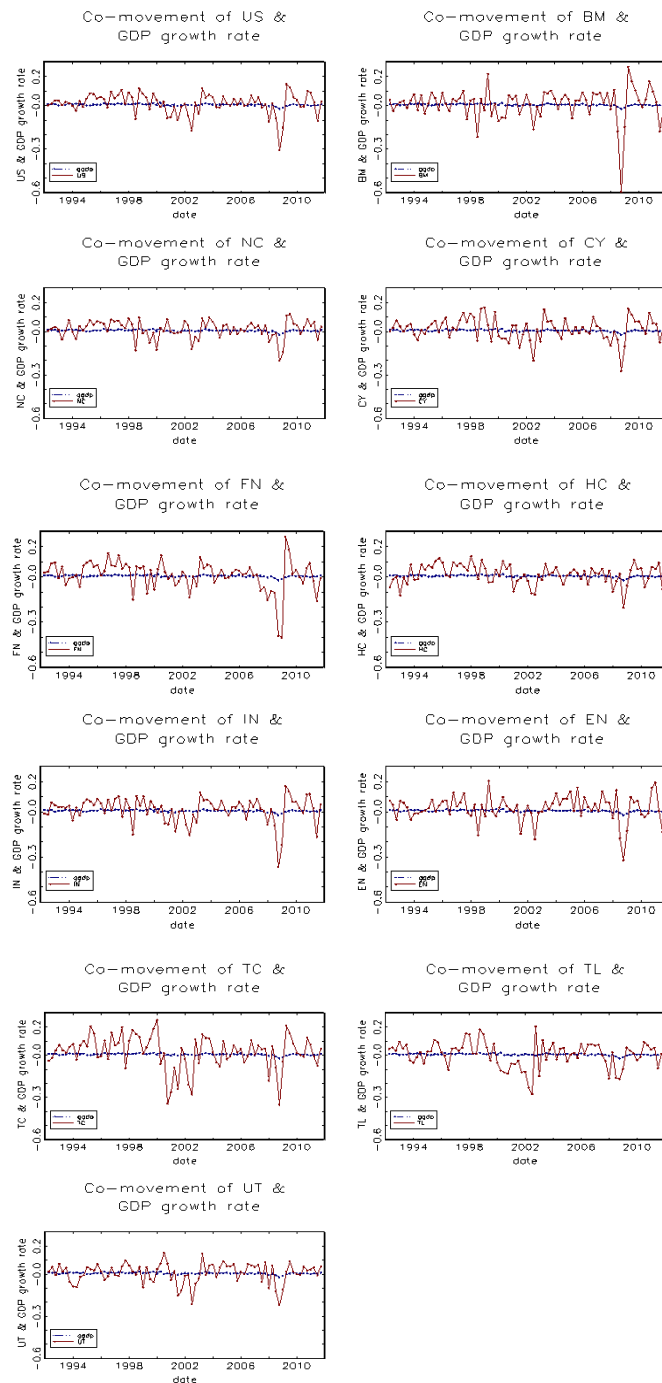 Co-movement of US &
GDP growth rate
US & GDP growth rate
0.2
-0.0
-0.3
-0.6
1994 1998 2002 2006 2010
date
ggdp
US
Co-movement of BM &
GDP growth rate
BM & GDP growth rate
0.2
-0.0
-0.3
-0.6
1994 1998 2002 2006 2010
date
ggdp
BM
Co-movement of NC &
GDP growth rate
NC & GDP growth rate
0.2
-0.0
-0.3
-0.6
1994 1998 2002 2006 2010
date
ggdp
NC
Co-movement of CY &
GDP growth rate
CY & GDP growth rate
0.2
-0.0
-0.3
-0.6
1994 1998 2002 2006 2010
date
ggdp
CY
Co-movement of FN &
GDP growth rate
FN & GDP growth rate
0.2
-0.0
-0.3
-0.6
1994 1998 2002 2006 2010
date
ggdp
FN
Co-movement of HC &
GDP growth rate
HC & GDP growth rate
0.2
-0.0
-0.3
-0.6
1994 1998 2002 2006 2010
date
ggdp
HC
Co-movement of IN &
GDP growth rate
IN & GDP growth rate
0.2
-0.0
-0.3
-0.6
1994 1998 2002 2006 2010
date
ggdp
IN
Co-movement of EN &
GDP growth rate
EN & GDP growth rate
0.2
-0.0
-0.3
-0.6
1994 1998 2002 2006 2010
date
ggdp
EN
Co-movement of TC &
GDP growth rate
TC & GDP growth rate
0.2
-0.0
-0.3
-0.6
1994 1998 2002 2006 2010
date
ggdp
TC
Co-movement of TL &
GDP growth rate
TL & GDP growth rate
0.2
-0.0
-0.3
-0.6
1994 1998 2002 2006 2010
date
ggdp
TL
Co-movement of UT &
GDP growth rate
UT & GDP growth rate
0.2
-0.0
-0.3
-0.6
1994 1998 2002 2006 2010
date
ggdp
UT